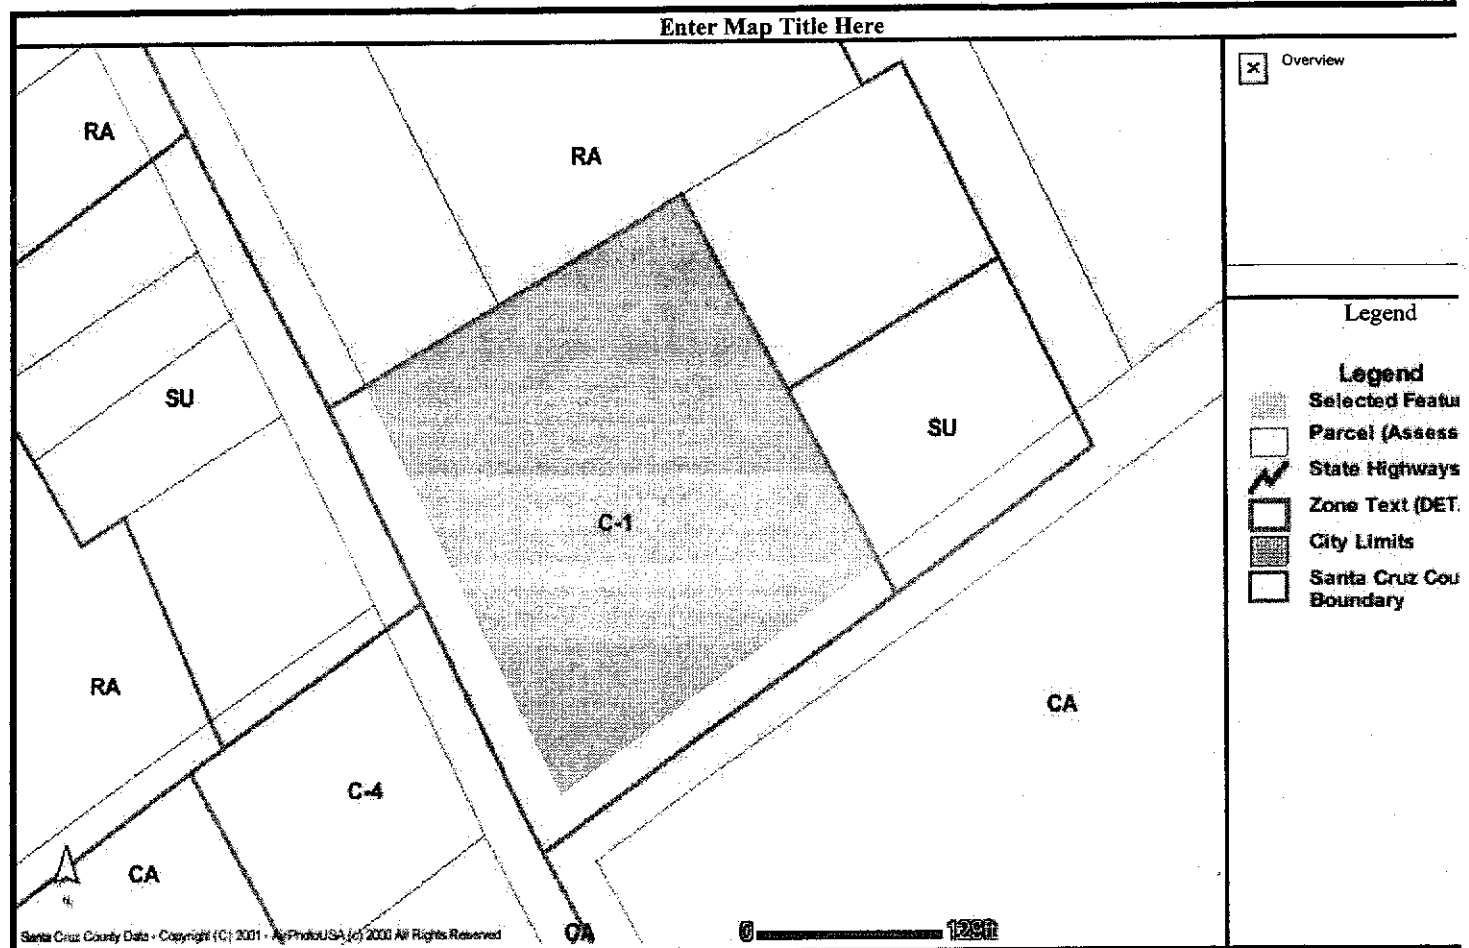 Enter Map Title Here
Overview
RA
RA
SU
SU
C-1
RA
CA
C-4
CA
CA
Santa Cruz County Data - Copyright (C) 2001 - AirPhotoUSA (c) 2000 All Rights Reserved
0 128ft
Legend
Legend
Selected Featu
Parcel (Assess
State Highways
Zone Text (DET.
City Limits
Santa Cruz Cou
Boundary